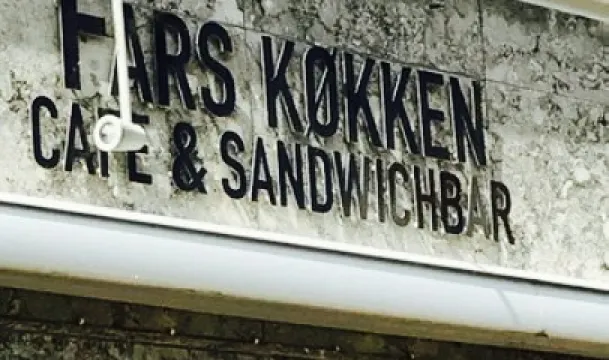 FARS KØKKEN
CAFE & SANDWICHBAR